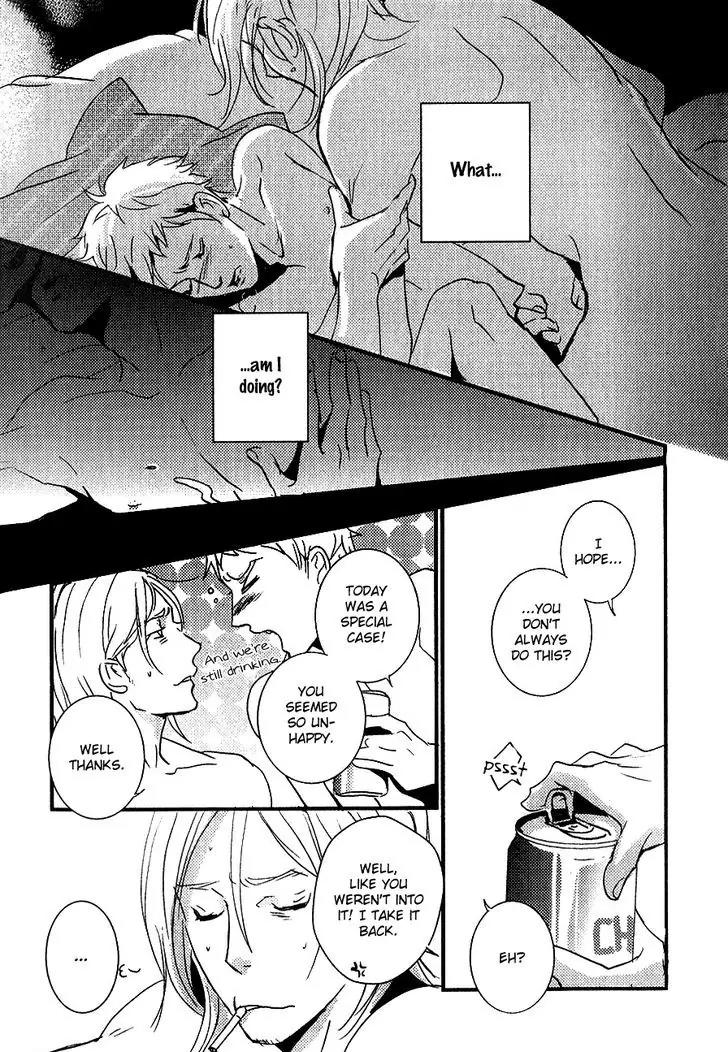 What...
...am I
doing?
I
HOPE...
...YOU
DON'T
ALWAYS
DO THIS?
PSSST
CH
EH?
TODAY
WAS A
SPECIAL
CASE!
YOU
SEEMED
SO UN-
HAPPY.
And we're
still drinking.
WELL
THANKS.
WELL,
LIKE YOU
WEREN'T INTO
IT! I TAKE IT
BACK.
...